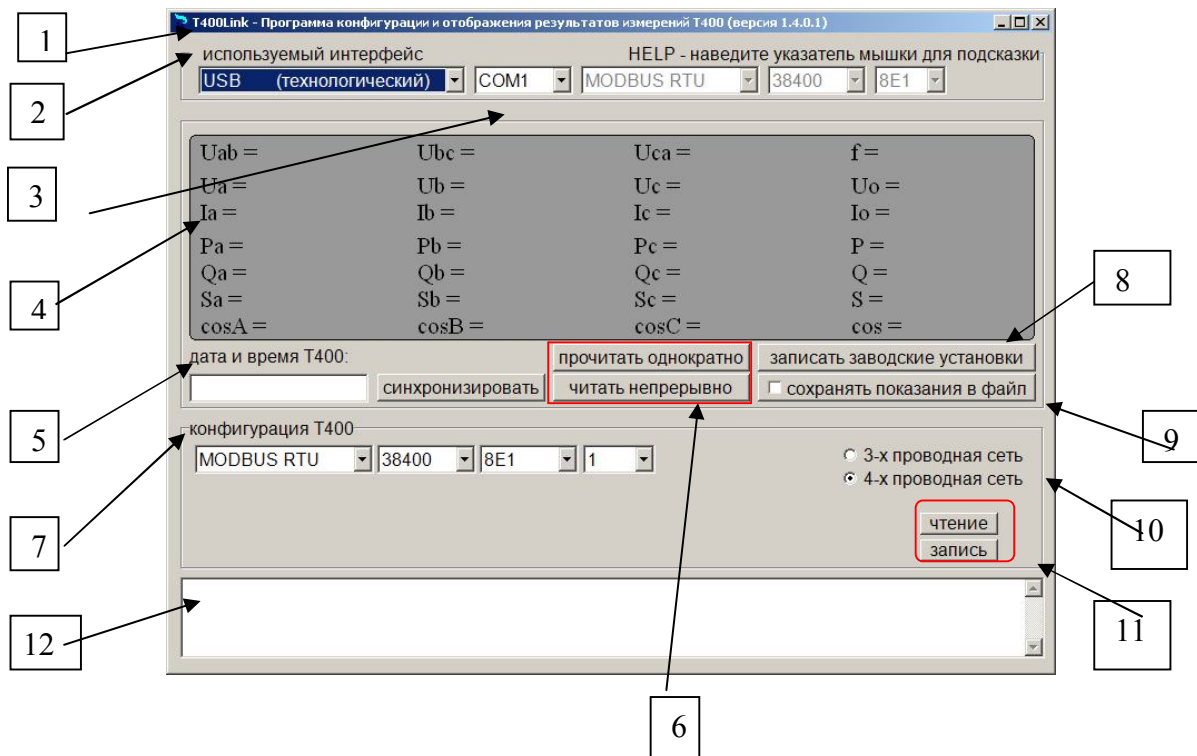 T400Link - Программа конфигурации и отображения результатов измерений T400 (версия 1.4.0.1)
1
используемый интерфейс HELP - наведите указатель мышки для подсказки
USB (технологический) COM1 MODBUS RTU 38400 8E1
2
Uab = Ubc = Uca = f =
Ua = Ub = Uc = Uo =
3
Ia = Ib = Ic = Io =
Pa = Pb = Pc = P =
Qa = Qb = Qc = Q =
8
Sa = Sb = Sc = S =
4
cosA = cosB = cosC = cos =
дата и время T400: прочитать однократно записать заводские установки
синхронизировать читать непрерывно сохранять показания в файл
5
9
конфигурация T400
MODBUS RTU 38400 8E1 1 3-х проводная сеть
4-х проводная сеть
чтение
10
7
запись
12
11
6